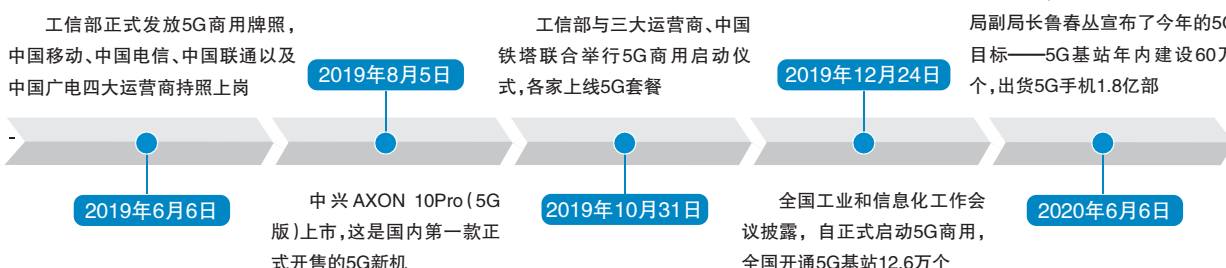 工信部正式发放5G商用牌照，
中国移动、中国电信、中国联通以及
中国广电四大运营商持照上岗
2019年6月6日
2019年8月5日
中兴AXON 10Pro（5G
版）上市，这是国内第一款正
式开售的5G新机
工信部与三大运营商、中国
铁塔联合举行5G商用启动仪
式，各家上线5G套餐
2019年10月31日
2019年12月24日
全国工业和信息化工作会
议披露，自正式启动5G商用，
全国开通5G基站12.6万个
局副局长鲁春丛宣布了今年的5G
目标——5G基站年内建设60万
个，出货5G手机1.8亿部
2020年6月6日